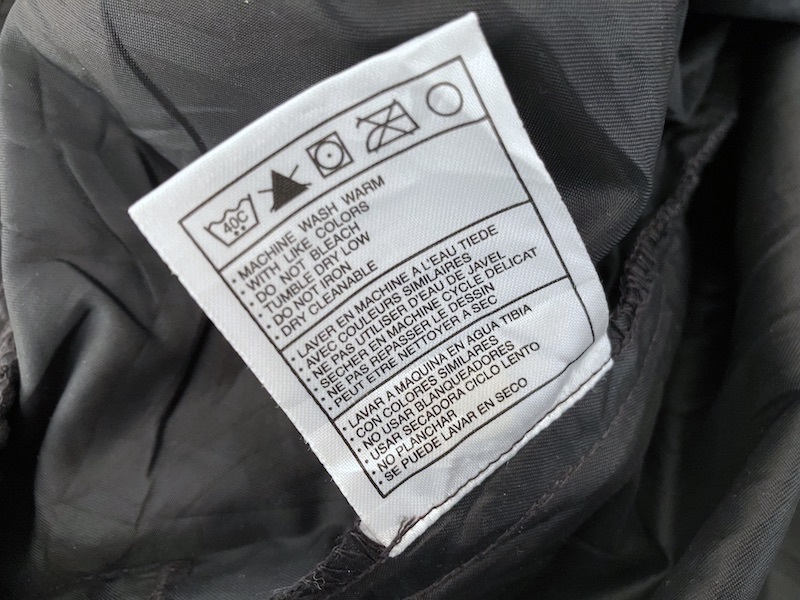 40C
• MACHINE WASH WARM
• WITH LIKE COLORS
• DO NOT BLEACH
• TUMBLE DRY LOW
• DO NOT IRON
• DRY CLEANABLE
• LAVER EN MACHINE A L'EAU TIEDE
• AVEC COULEURS SIMILAIRES
• NE PAS UTILISER D'EAU DE JAVEL
• SECHER EN MACHINE CYCLE DELICAT
• NE PAS REPASSER LE DESSIN
• PEUT ETRE NETTOYER A SEC
• LAVAR A MAQUINA EN AGUA TIBIA
• CON COLORES SIMILARES
• NO USAR BLANQUEADORES
• USAR SECADORA CICLO LENTO
• NO PLANCHAR
• SE PUEDE LAVAR EN SECO